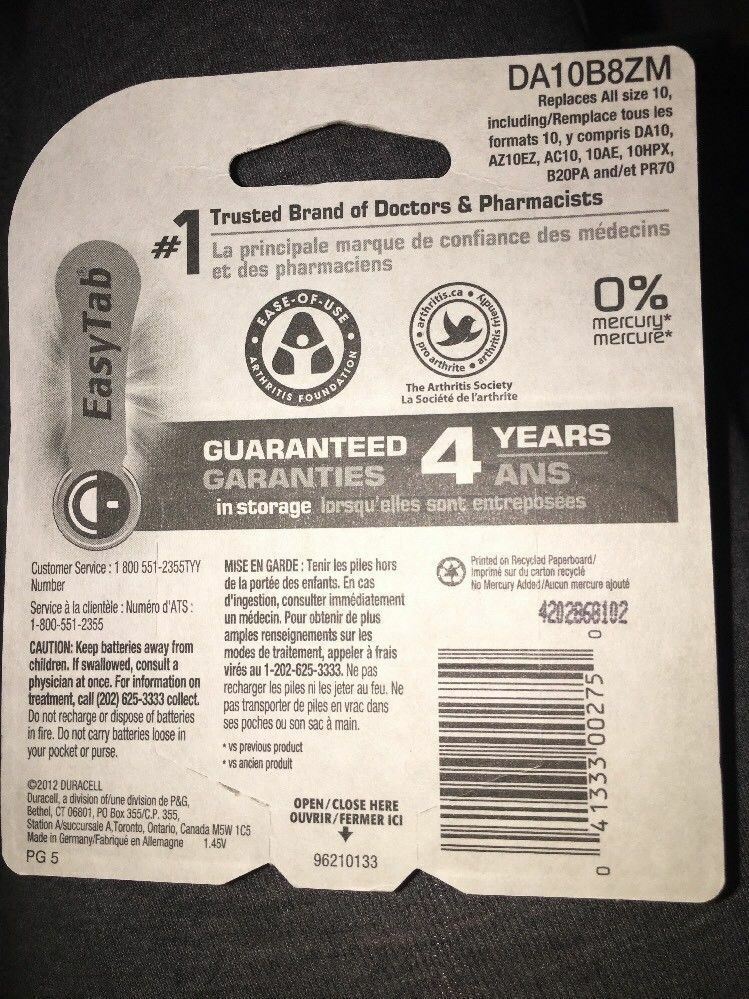 DA10B8ZM
Replaces All size 10,
including/Remplace tous les
formats 10, y compris DA10,
AZ10EZ, AC10, 10AE, 10HPX,
B20PA and/et PR70
#1 Trusted Brand of Doctors & Pharmacists
La principale marque de confiance des médecins
et des pharmaciens
EasyTab®
EASE-OF-USE
ARTHRITIS FOUNDATION
arthritis.ca • arthritis friendly • pro arthrite
The Arthritis Society
La Société de l'arthrite
0%
mercury*
mercure*
GUARANTEED 4 YEARS
GARANTIES ANS
in storage lorsqu'elles sont entreposées
Customer Service : 1 800 551-2355TYY
Number
Service à la clientèle : Numéro d'ATS :
1-800-551-2355
CAUTION: Keep batteries away from
children. If swallowed, consult a
physician at once. For information on
treatment, call (202) 625-3333 collect.
Do not recharge or dispose of batteries
in fire. Do not carry batteries loose in
your pocket or purse.
©2012 DURACELL
Duracell, a division of/une division de P&G,
Bethel, CT 06801, PO Box 355/C.P. 355,
Station A/succursale A,Toronto, Ontario, Canada M5W 1C5
Made in Germany/Fabriqué en Allemagne 1.45V
PG 5
MISE EN GARDE : Tenir les piles hors
de la portée des enfants. En cas
d'ingestion, consulter immédiatement
un médecin. Pour obtenir de plus
amples renseignements sur les
modes de traitement, appeler à frais
virés au 1-202-625-3333. Ne pas
recharger les piles ni les jeter au feu. Ne
pas transporter de piles en vrac dans
ses poches ou son sac à main.
* vs previous product
* vs ancien produit
OPEN/CLOSE HERE
OUVRIR/FERMER ICI
96210133
Printed on Recycled Paperboard/
Imprimé sur du carton recyclé
No Mercury Added/Aucun mercure ajouté
4202868102
0 41333 00275 0